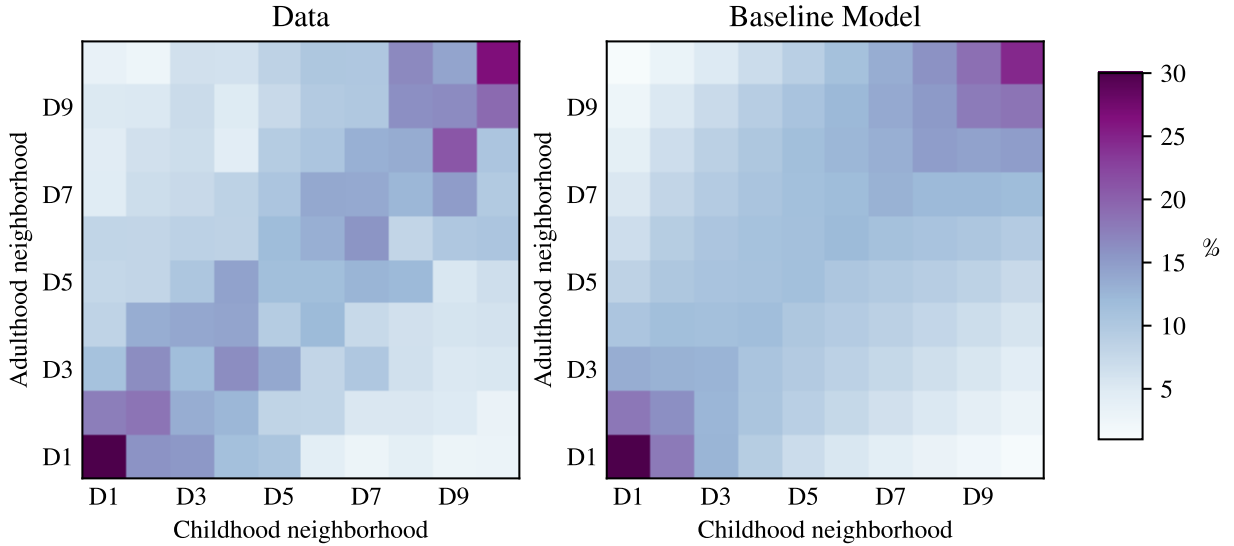 Data
Baseline Model
Adulthood neighborhood
D9
D7
D5
D3
D1
D1 D3 D5 D7 D9
Childhood neighborhood
Adulthood neighborhood
D9
D7
D5
D3
D1
D1 D3 D5 D7 D9
Childhood neighborhood
30
25
20
15
10
5
%